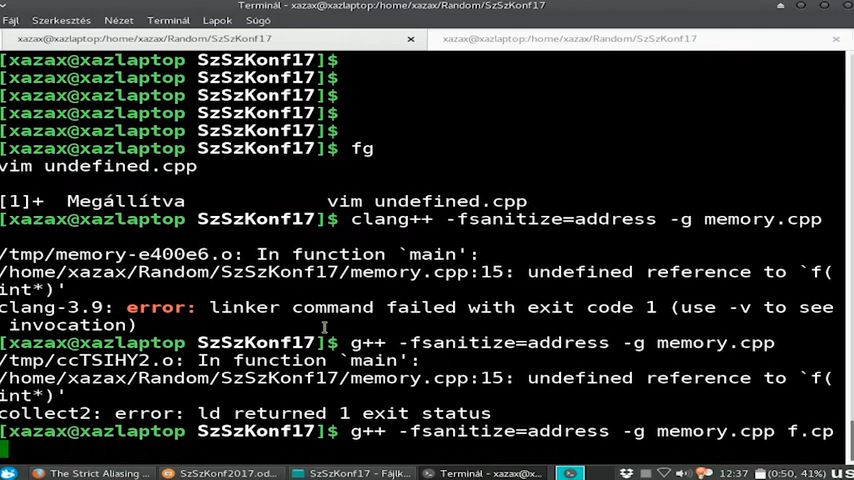 Terminál - xazax@xazlaptop:/home/xazax/Random/SzSzKonf17
Fájl Szerkesztés Nézet Terminál Lapok Súgó
xazax@xazlaptop:/home/xazax/Random/SzSzKonf17 × xazax@xazlaptop:/home/xazax/Random/SzSzKonf17 ×
[xazax@xazlaptop SzSzKonf17]$
[xazax@xazlaptop SzSzKonf17]$
[xazax@xazlaptop SzSzKonf17]$
[xazax@xazlaptop SzSzKonf17]$
[xazax@xazlaptop SzSzKonf17]$
[xazax@xazlaptop SzSzKonf17]$ fg
vim undefined.cpp
[1]+ Megállítva vim undefined.cpp
[xazax@xazlaptop SzSzKonf17]$ clang++ -fsanitize=address -g memory.cpp
/tmp/memory-e400e6.o: In function `main':
/home/xazax/Random/SzSzKonf17/memory.cpp:15: undefined reference to `f(
int*)'
clang-3.9: error: linker command failed with exit code 1 (use -v to see
invocation)
[xazax@xazlaptop SzSzKonf17]$ g++ -fsanitize=address -g memory.cpp
/tmp/ccTSIHY2.o: In function `main':
/home/xazax/Random/SzSzKonf17/memory.cpp:15: undefined reference to `f(
int*)'
collect2: error: ld returned 1 exit status
[xazax@xazlaptop SzSzKonf17]$ g++ -fsanitize=address -g memory.cpp f.cp
The Strict Aliasing ... SzSzKonf2017.od... SzSzKonf17 - Fájlk... Terminál - xazax@x... 12:37 (0:50, 41%) us